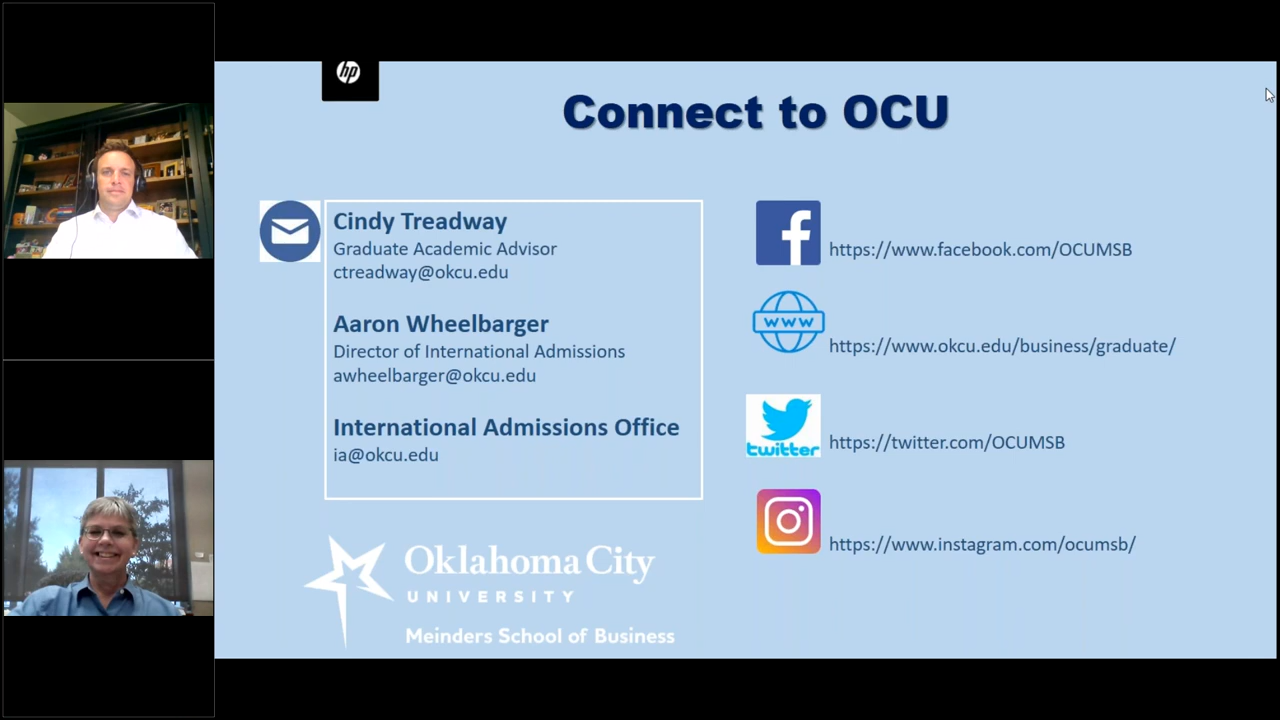 hp
Connect to OCU
Cindy Treadway
Graduate Academic Advisor
ctreadway@okcu.edu
Aaron Wheelbarger
Director of International Admissions
awheelbarger@okcu.edu
International Admissions Office
ia@okcu.edu
https://www.facebook.com/OCUMSB
www
https://www.okcu.edu/business/graduate/
twitter
https://twitter.com/OCUMSB
https://www.instagram.com/ocumsb/
Oklahoma City
UNIVERSITY
Meinders School of Business